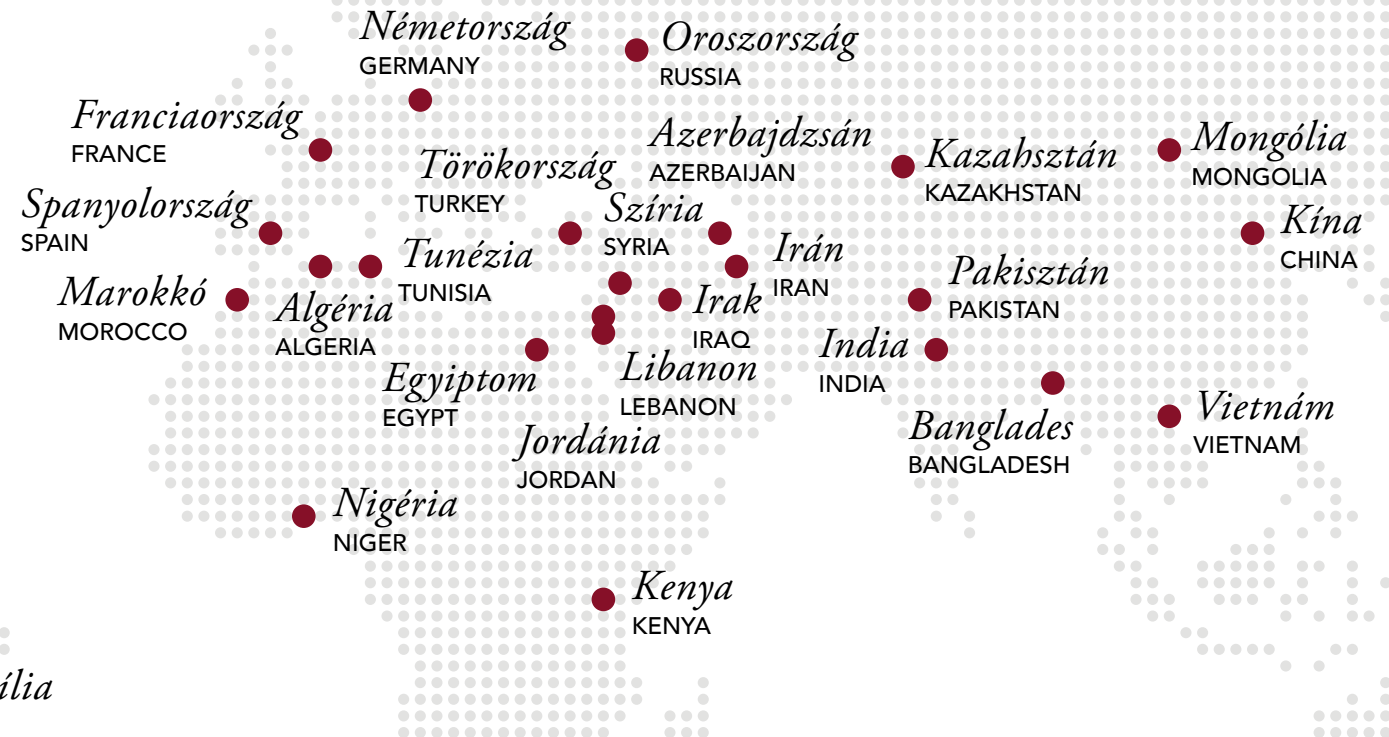 Németország
GERMANY
Oroszország
RUSSIA
Franciaország
FRANCE
Azerbajdzsán
AZERBAIJAN
Mongólia
MONGOLIA
Kazahsztán
KAZAKHSTAN
Törökország
TURKEY
Spanyolország
SPAIN
Szíria
SYRIA
Kína
CHINA
Tunézia
TUNISIA
Irán
IRAN
Pakisztán
PAKISTAN
Marokkó
MOROCCO
Algéria
ALGERIA
Irak
IRAQ
India
INDIA
Libanon
LEBANON
Egyiptom
EGYPT
Vietnám
VIETNAM
Banglades
BANGLADESH
Jordánia
JORDAN
Nigéria
NIGER
Kenya
KENYA
ília